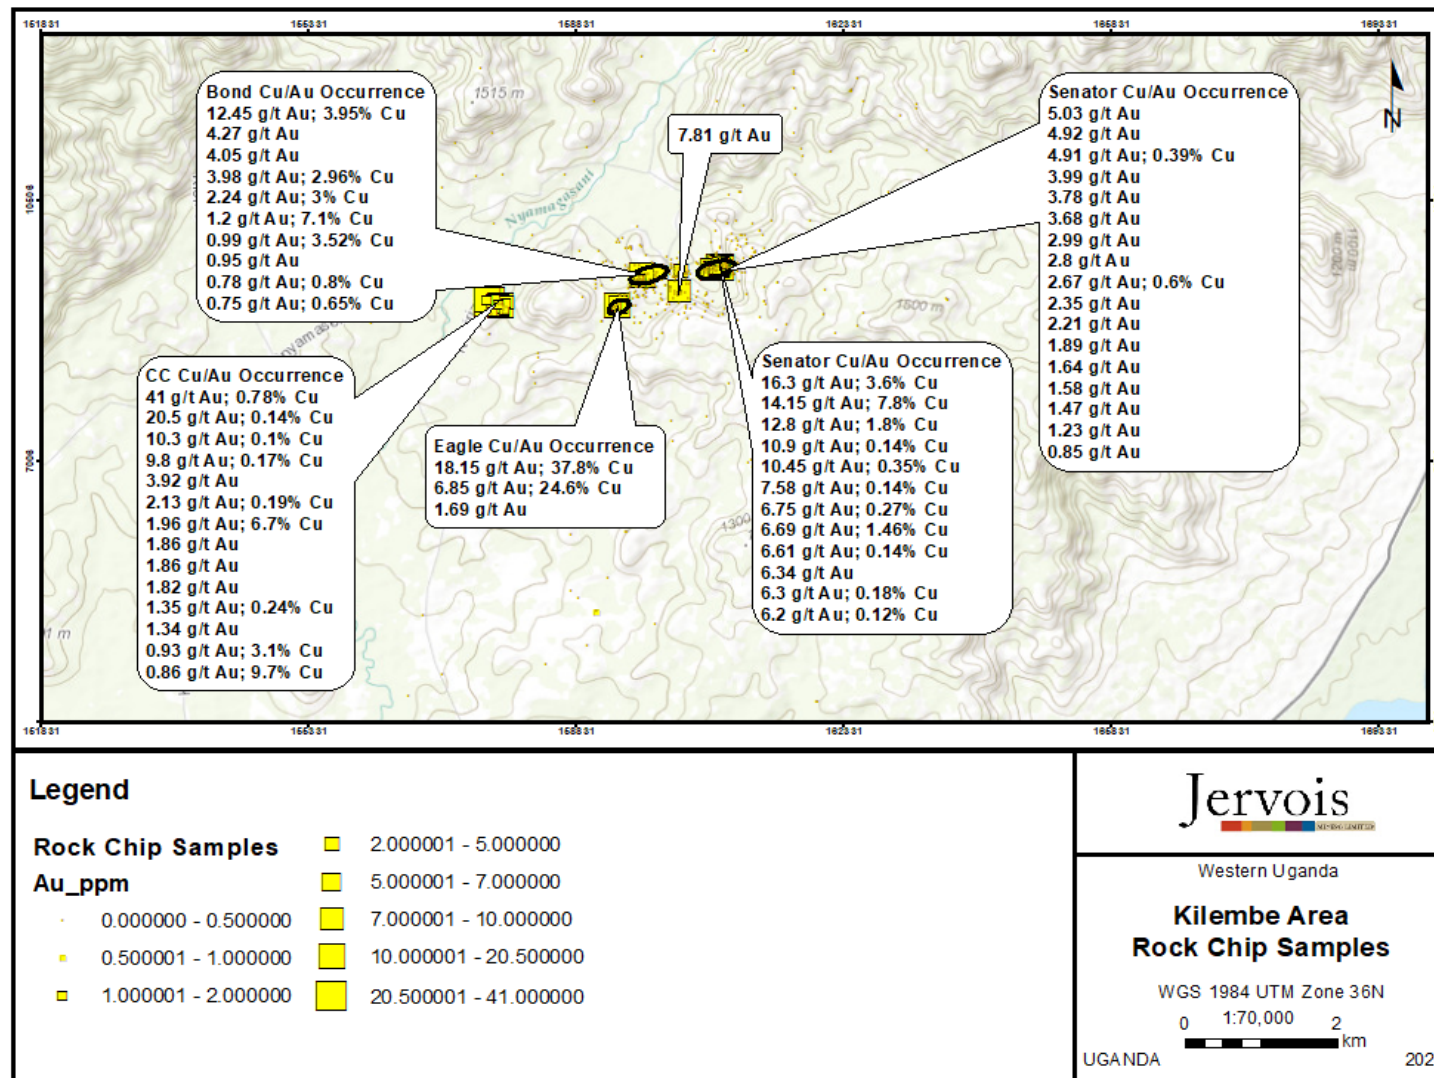 151831 155331 158831 162331 165831 169331
10506
7006
1515 m
Bond Cu/Au Occurrence
12.45 g/t Au; 3.95% Cu
4.27 g/t Au
4.05 g/t Au
3.98 g/t Au; 2.96% Cu
2.24 g/t Au; 3% Cu
1.2 g/t Au; 7.1% Cu
0.99 g/t Au; 3.52% Cu
0.95 g/t Au
0.78 g/t Au; 0.8% Cu
0.75 g/t Au; 0.65% Cu
Nyamagasani
7.81 g/t Au
Senator Cu/Au Occurrence
5.03 g/t Au
4.92 g/t Au
4.91 g/t Au; 0.39% Cu
3.99 g/t Au
3.78 g/t Au
3.68 g/t Au
2.99 g/t Au
2.8 g/t Au
2.67 g/t Au; 0.6% Cu
2.35 g/t Au
2.21 g/t Au
1.89 g/t Au
1.64 g/t Au
1.58 g/t Au
1.47 g/t Au
1.23 g/t Au
0.85 g/t Au
N
1500 m
CC Cu/Au Occurrence
41 g/t Au; 0.78% Cu
20.5 g/t Au; 0.14% Cu
10.3 g/t Au; 0.1% Cu
9.8 g/t Au; 0.17% Cu
3.92 g/t Au
2.13 g/t Au; 0.19% Cu
1.96 g/t Au; 6.7% Cu
1.86 g/t Au
1.86 g/t Au
1.82 g/t Au
1.35 g/t Au; 0.24% Cu
1.34 g/t Au
0.93 g/t Au; 3.1% Cu
0.86 g/t Au; 9.7% Cu
Eagle Cu/Au Occurrence
18.15 g/t Au; 37.8% Cu
6.85 g/t Au; 24.6% Cu
1.69 g/t Au
1300
Senator Cu/Au Occurrence
16.3 g/t Au; 3.6% Cu
14.15 g/t Au; 7.8% Cu
12.8 g/t Au; 1.8% Cu
10.9 g/t Au; 0.14% Cu
10.45 g/t Au; 0.35% Cu
7.58 g/t Au; 0.14% Cu
6.75 g/t Au; 0.27% Cu
6.69 g/t Au; 1.46% Cu
6.61 g/t Au; 0.14% Cu
6.34 g/t Au
6.3 g/t Au; 0.18% Cu
6.2 g/t Au; 0.12% Cu
151831 155331 158831 162331 165831 169331
Legend
Rock Chip Samples
Au_ppm
0.000000 - 0.500000
0.500001 - 1.000000
1.000001 - 2.000000
2.000001 - 5.000000
5.000001 - 7.000000
7.000001 - 10.000000
10.000001 - 20.500000
20.500001 - 41.000000
Jervois
MINING LIMITED
Western Uganda
Kilembe Area
Rock Chip Samples
WGS 1984 UTM Zone 36N
0 1:70,000 2
km
UGANDA 202